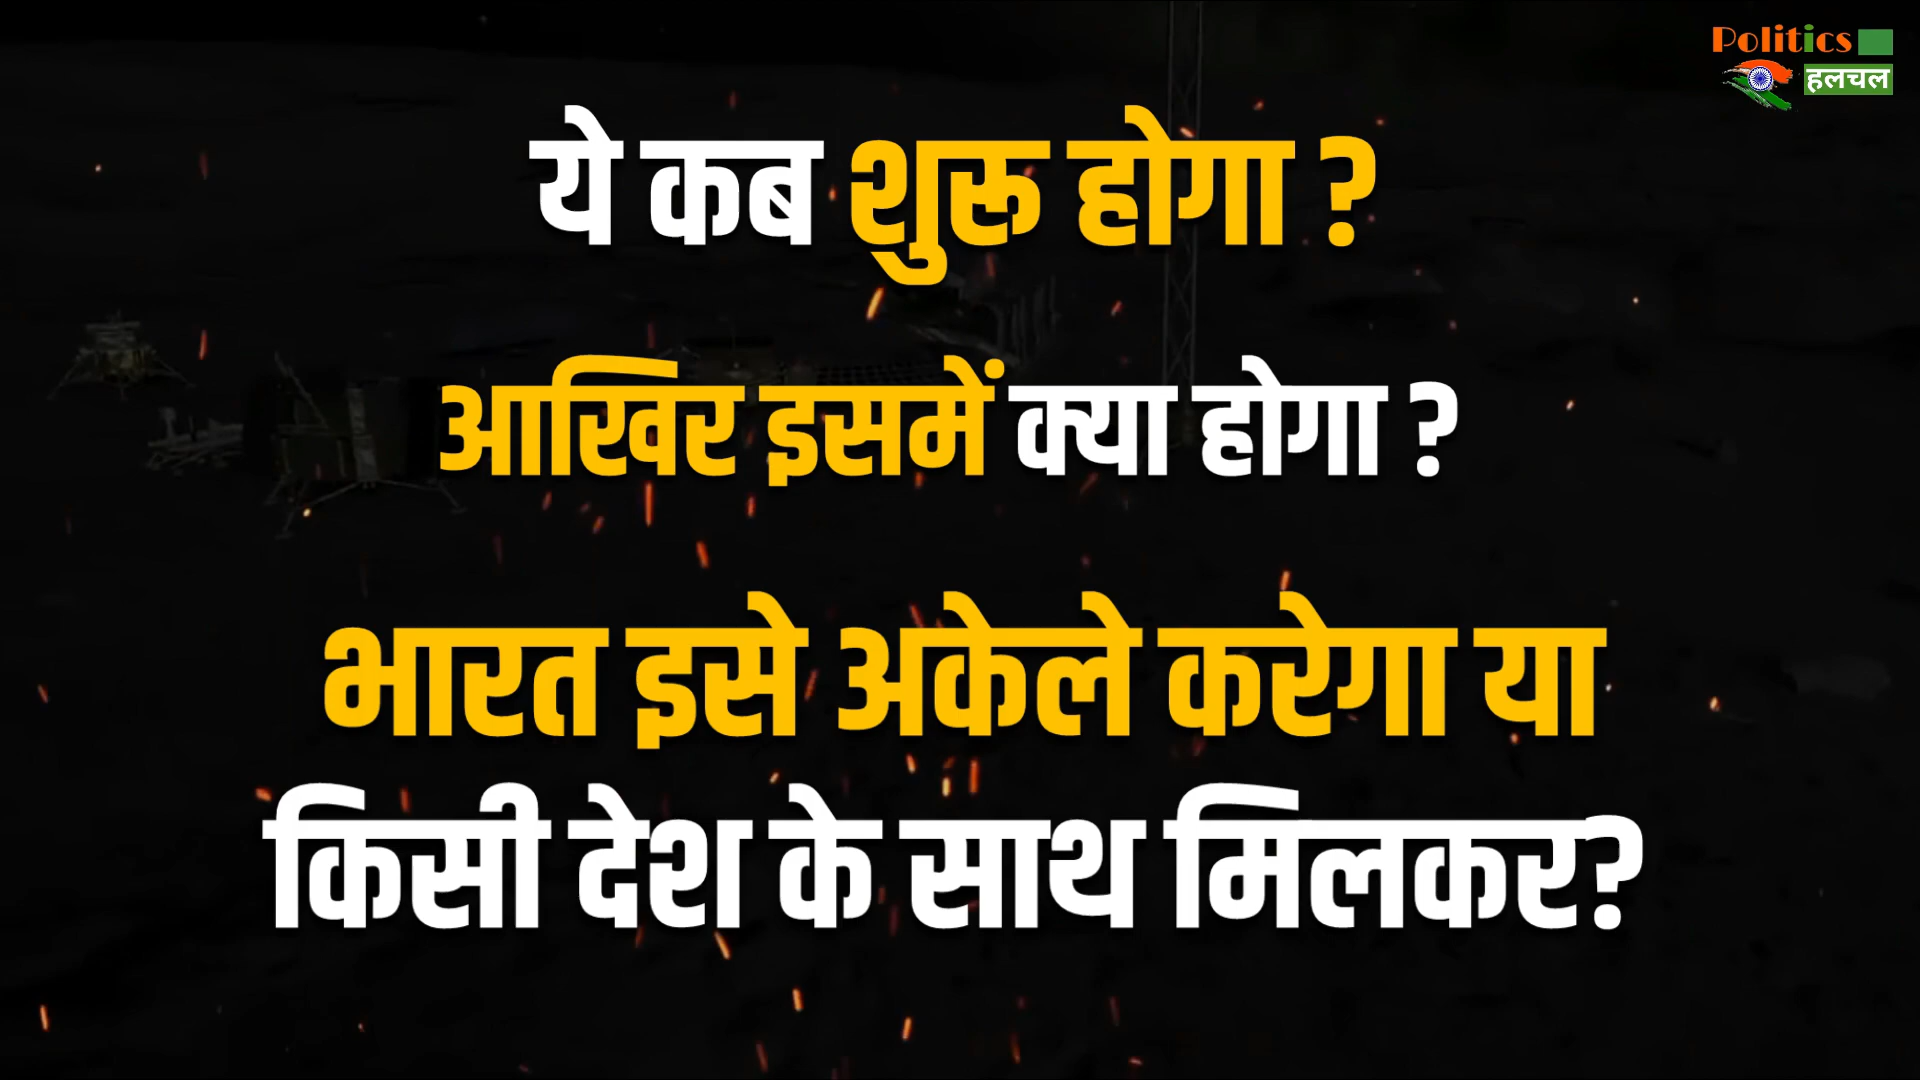 Politics
हलचल
ये कब शुरू होगा ?
आखिर इसमें क्या होगा ?
भारत इसे अकेले करेगा या
किसी देश के साथ मिलकर?